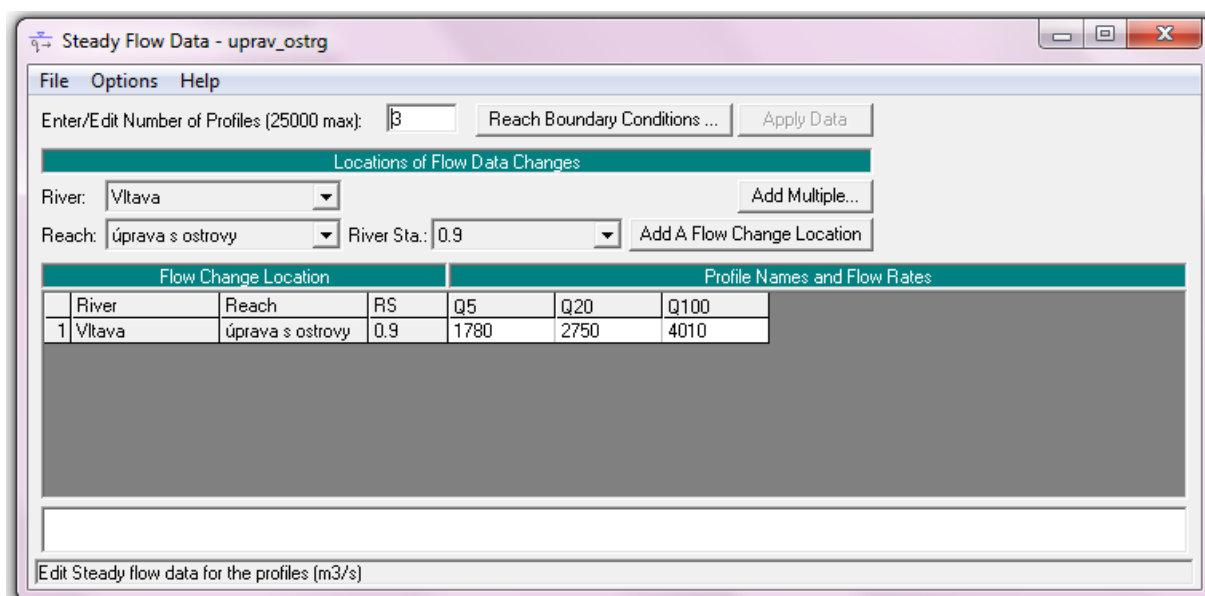 Steady Flow Data - uprav_ostrg
File Options Help
Enter/Edit Number of Profiles (25000 max): 3 Reach Boundary Conditions ... Apply Data
Locations of Flow Data Changes
River: Vltava Add Multiple...
Reach: úprava s ostrovy River Sta.: 0.9 Add A Flow Change Location
Flow Change Location Profile Names and Flow Rates
River Reach RS Q5 Q20 Q100
1 Vltava úprava s ostrovy 0.9 1780 2750 4010
Edit Steady flow data for the profiles (m3/s)